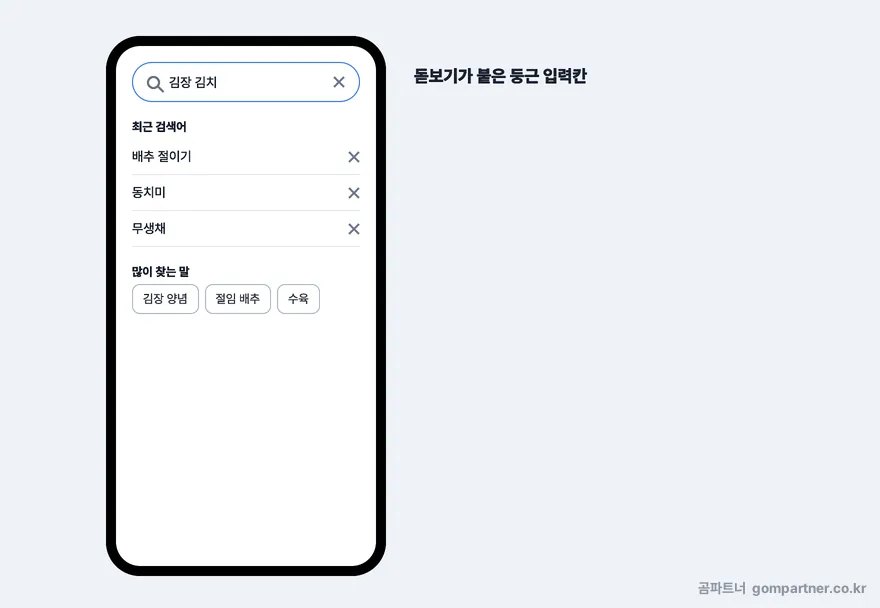 김장 김치
최근 검색어
배추 절이기
동치미
무생채
많이 찾는 말
김장 양념
절임 배추
수육
돋보기가 붙은 둥근 입력칸
곰파트너 gompartner.co.kr